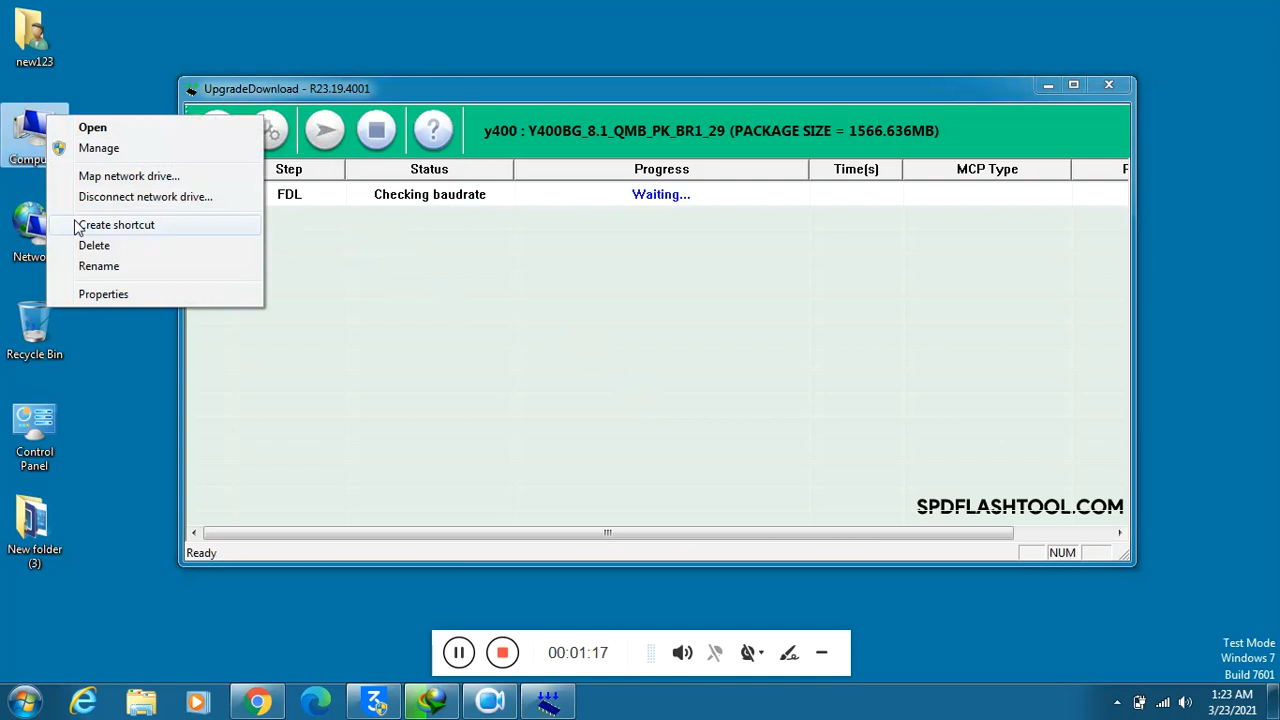 new123
UpgradeDownload - R23.19.4001
y400 : Y400BG_8.1_QMB_PK_BR1_29 (PACKAGE SIZE = 1566.636MB)
?
Step Status Progress Time(s) MCP Type
FDL Checking baudrate Waiting...
Open
Manage
Map network drive...
Disconnect network drive...
Create shortcut
Delete
Rename
Properties
Compu
Netwo
Recycle Bin
Control
Panel
New folder
(3)
SPDFLASHTOOL.COM
Ready NUM
00:01:17
Test Mode
Windows 7
Build 7601
1:23 AM
3/23/2021